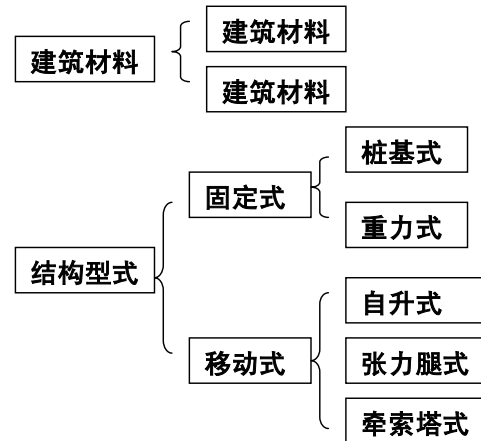 建筑材料
建筑材料
建筑材料
结构型式
固定式
桩基式
重力式
移动式
自升式
张力腿式
牵索塔式